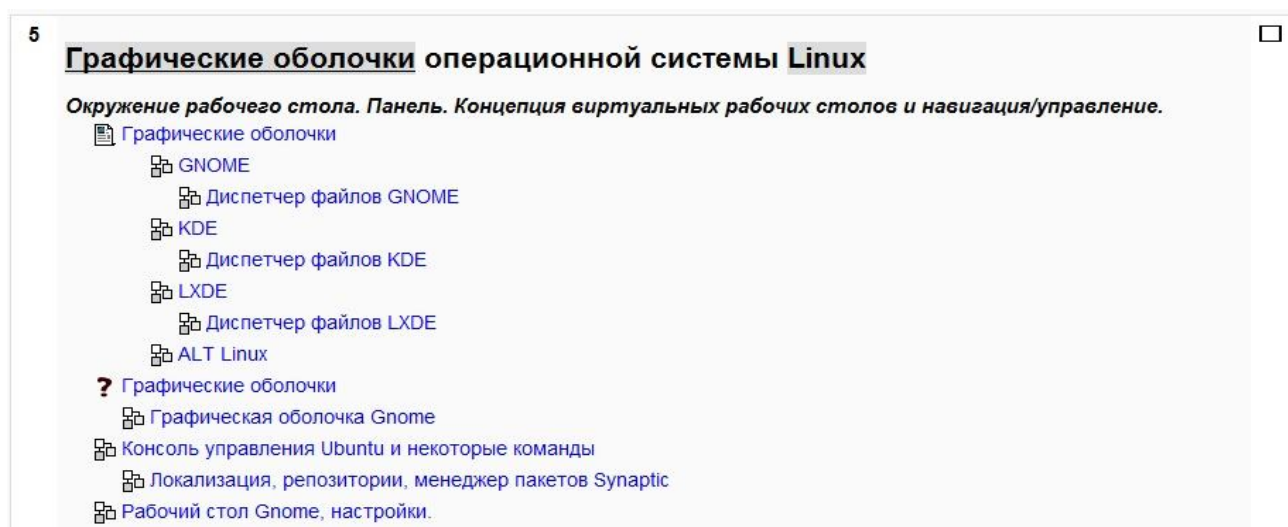 5
Графические оболочки операционной системы Linux
Окружение рабочего стола. Панель. Концепция виртуальных рабочих столов и навигация/управление.
Графические оболочки
GNOME
Диспетчер файлов GNOME
KDE
Диспетчер файлов KDE
LXDE
Диспетчер файлов LXDE
ALT Linux
? Графические оболочки
Графическая оболочка Gnome
Консоль управления Ubuntu и некоторые команды
Локализация, репозитории, менеджер пакетов Synaptic
Рабочий стол Gnome, настройки.